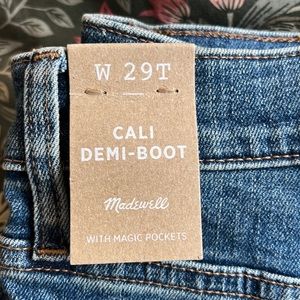 W 29T
CALI
DEMI-BOOT
Madewell
WITH MAGIC POCKETS